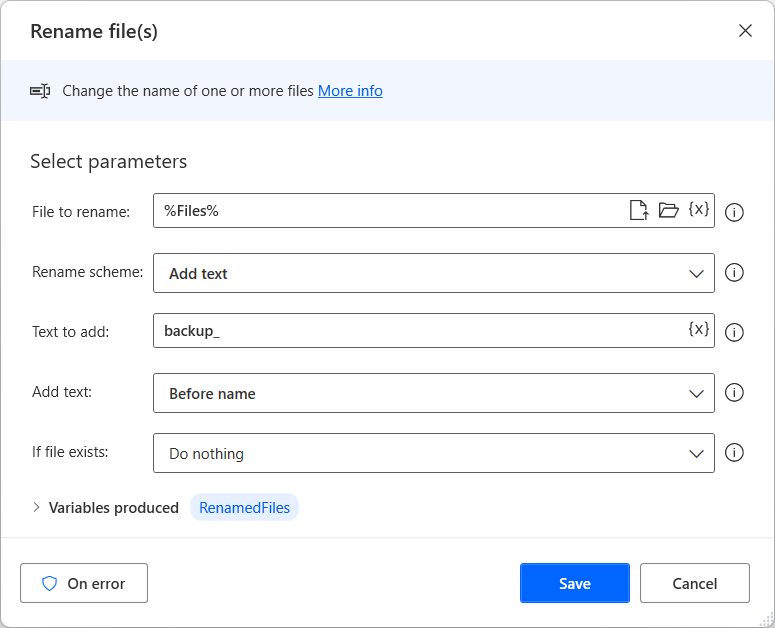 Rename file(s)
Change the name of one or more files More info
Select parameters
File to rename: %Files% {x}
Rename scheme: Add text
Text to add: backup_ {x}
Add text: Before name
If file exists: Do nothing
Variables produced RenamedFiles
On error Save Cancel